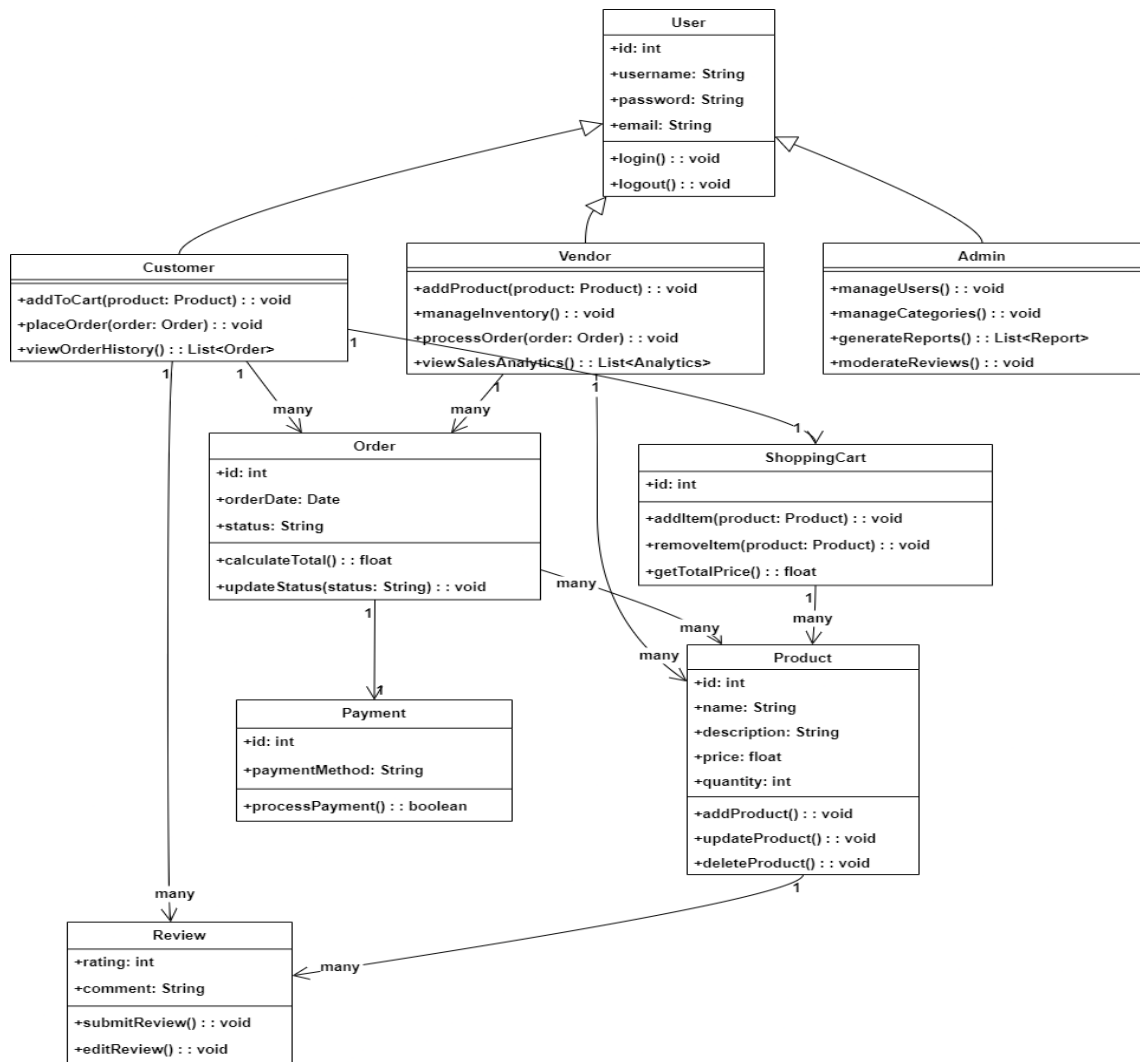 User
+id: int
+username: String
+password: String
+email: String
+login() : : void
+logout() : : void
Customer
+addToCart(product: Product) : : void
+placeOrder(order: Order) : : void
+viewOrderHistory() : : List<Order>
Vendor
+addProduct(product: Product) : : void
+manageInventory() : : void
+processOrder(order: Order) : : void
+viewSalesAnalytics() : : List<Analytics>
Admin
+manageUsers() : : void
+manageCategories() : : void
+generateReports() : : List<Report>
+moderateReviews() : : void
1
1
1
1
1
many
many
1
Order
+id: int
+orderDate: Date
+status: String
+calculateTotal() : : float
+updateStatus(status: String) : : void
ShoppingCart
+id: int
+addItem(product: Product) : : void
+removeItem(product: Product) : : void
+getTotalPrice() : : float
many
1
1
many
many
many
1
Payment
+id: int
+paymentMethod: String
+processPayment() : : boolean
Product
+id: int
+name: String
+description: String
+price: float
+quantity: int
+addProduct() : : void
+updateProduct() : : void
+deleteProduct() : : void
many
1
many
Review
+rating: int
+comment: String
+submitReview() : : void
+editReview() : : void